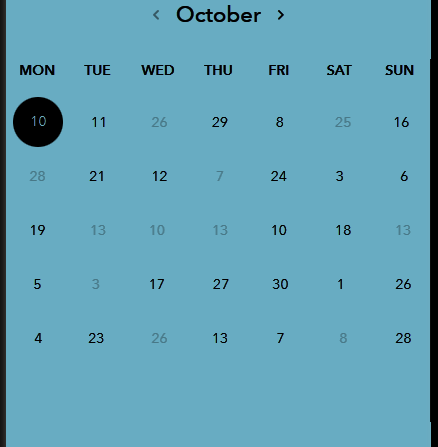 ‹ October ›
MON TUE WED THU FRI SAT SUN
10 11 26 29 8 25 16
28 21 12 7 24 3 6
19 13 10 13 10 18 13
5 3 17 27 30 1 26
4 23 26 13 7 8 28